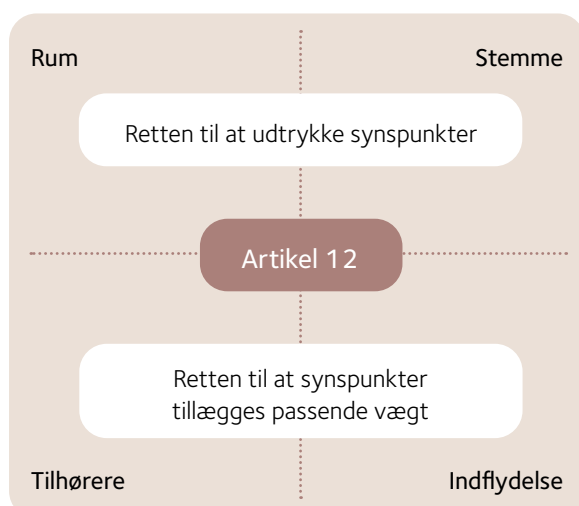 Rum
Stemme
Retten til at udtrykke synspunkter
Artikel 12
Retten til at synspunkter
tillægges passende vægt
Tilhørere
Indflydelse